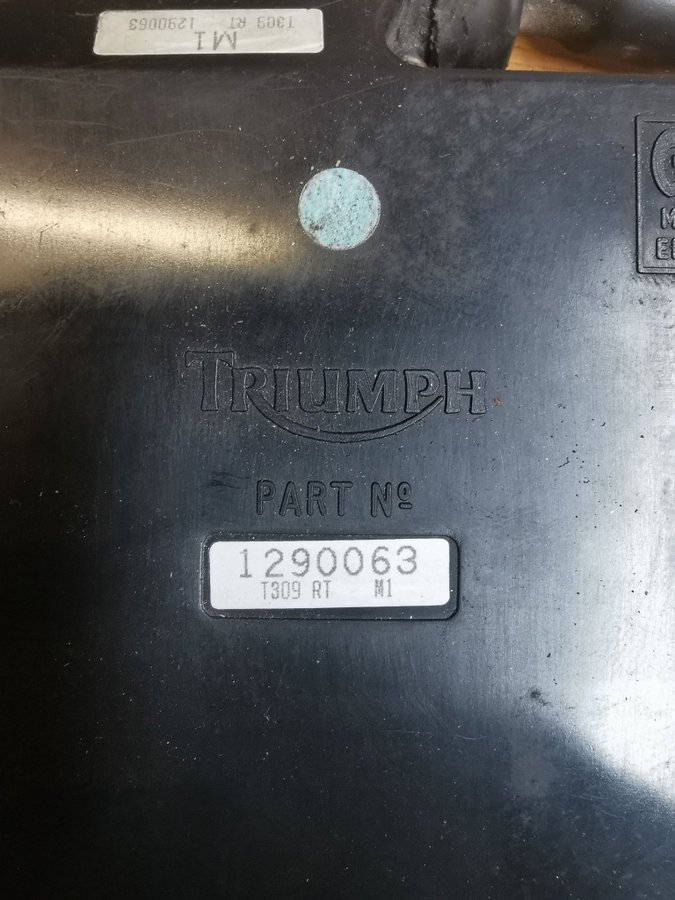 T309 RT 1290063
M1
TRIUMPH
PART Nº
1290063
T309 RT M1